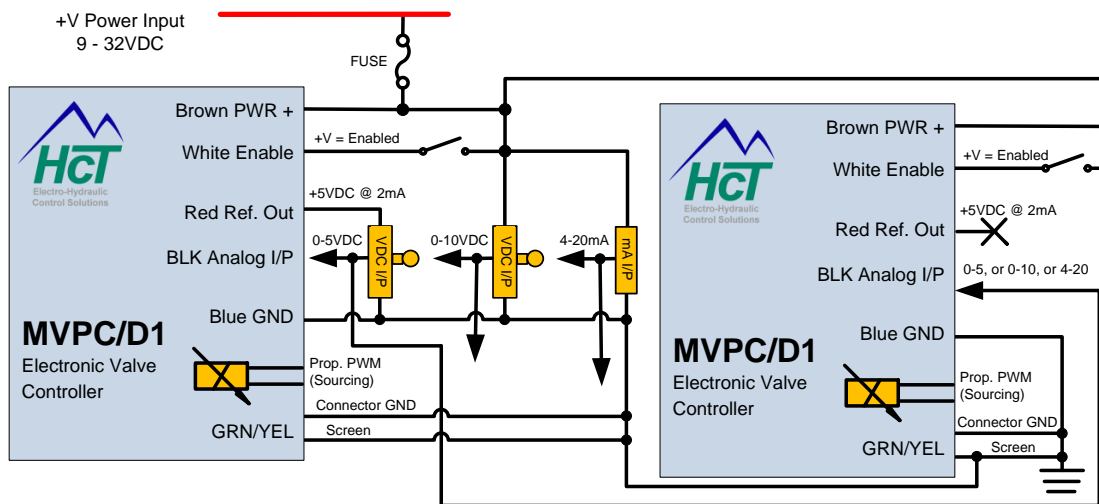 +V Power Input
9 - 32VDC
FUSE
HcT
Electro-Hydraulic
Control Solutions
Brown PWR +
+V = Enabled
White Enable
+5VDC @ 2mA
Red Ref. Out
0-5VDC
BLK Analog I/P
VDC I/P
0-10VDC
VDC I/P
4-20mA
mA I/P
Blue GND
MVPC/D1
Electronic Valve
Controller
Prop. PWM
(Sourcing)
Connector GND
GRN/YEL
Screen
HcT
Electro-Hydraulic
Control Solutions
Brown PWR +
+V = Enabled
White Enable
+5VDC @ 2mA
Red Ref. Out
BLK Analog I/P
0-5, or 0-10, or 4-20
Blue GND
MVPC/D1
Electronic Valve
Controller
Prop. PWM
(Sourcing)
Connector GND
GRN/YEL
Screen